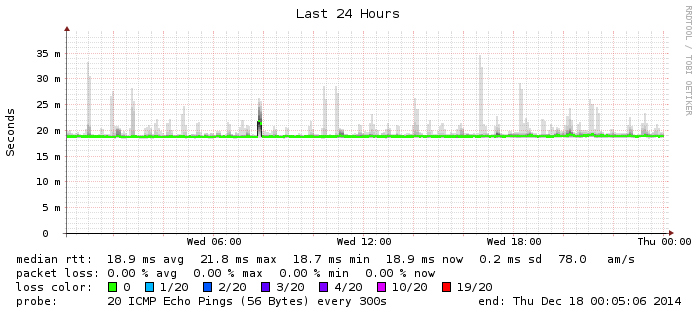 Last 24 Hours
RRDTOOL / TOBI OETIKER
Seconds
35 m
30 m
25 m
20 m
15 m
10 m
5 m
0
Wed 06:00 Wed 12:00 Wed 18:00 Thu 00:00
median rtt: 18.9 ms avg 21.8 ms max 18.7 ms min 18.9 ms now 0.2 ms sd 78.0 am/s
packet loss: 0.00 % avg 0.00 % max 0.00 % min 0.00 % now
loss color: 0 1/20 2/20 3/20 4/20 10/20 19/20
probe: 20 ICMP Echo Pings (56 Bytes) every 300s end: Thu Dec 18 00:05:06 2014